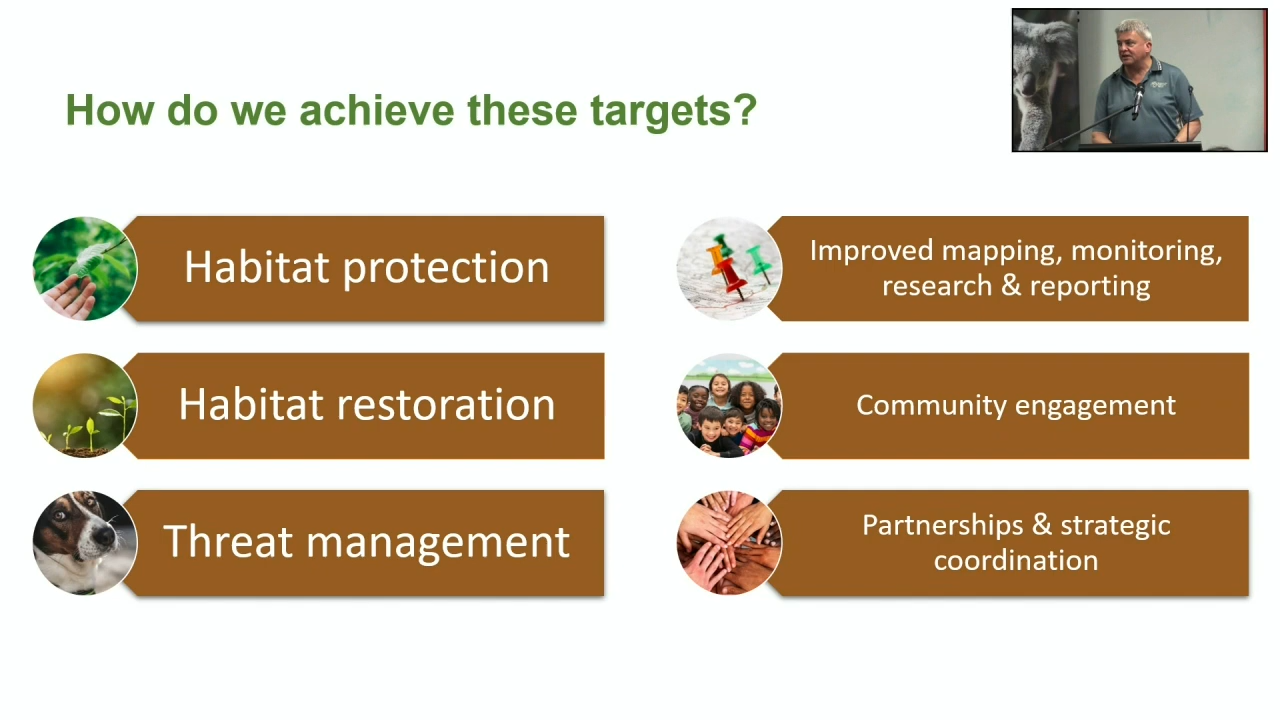 How do we achieve these targets?
Habitat protection
Habitat restoration
Threat management
Improved mapping, monitoring,
research & reporting
Community engagement
Partnerships & strategic
coordination